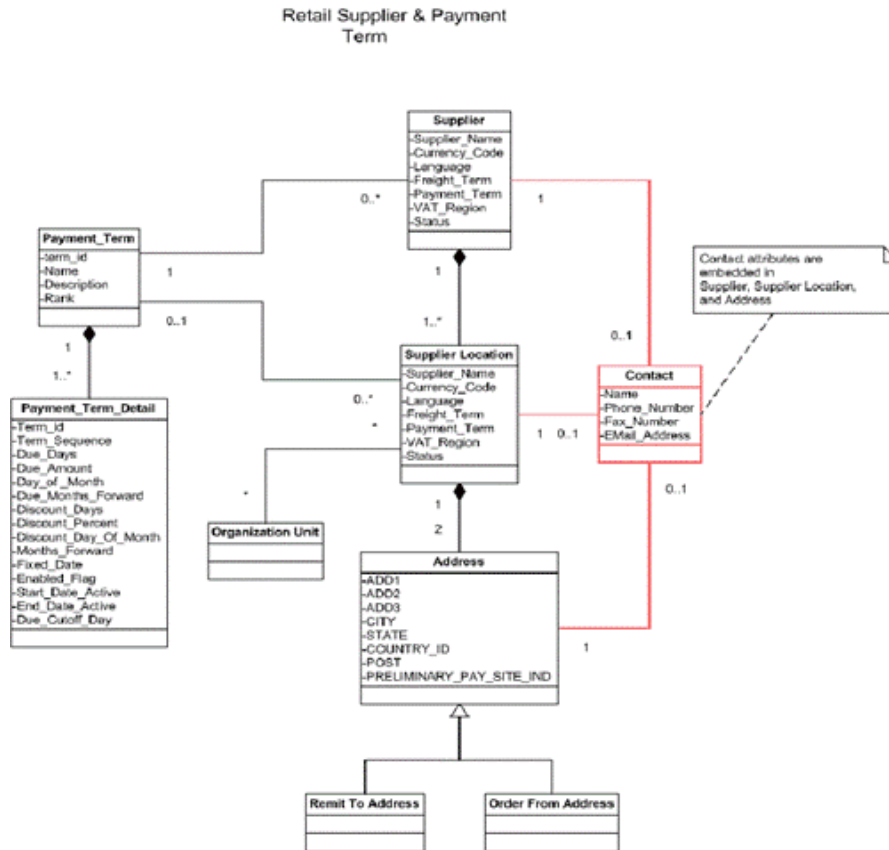 Retail Supplier & Payment
Term
Supplier
-Supplier_Name
-Currency_Code
-Language
-Freight_Term
-Payment_Term
-VAT_Region
-Status
0..*
1
Payment_Term
-term_id
-Name
-Description
-Rank
1
0..1
1
1..*
1
1..*
Contact attributes are
embedded in
Supplier, Supplier Location,
and Address
0..1
Supplier Location
-Supplier_Name
-Currency_Code
-Language
-Freight_Term
-Payment_Term
-VAT_Region
-Status
0..*
*
*
Contact
-Name
-Phone_Number
-Fax_Number
-EMail_Address
1
0..1
0..1
Payment_Term_Detail
-Term_id
-Term_Sequence
-Due_Days
-Due_Amount
-Day_of_Month
-Due_Months_Forward
-Discount_Days
-Discount_Percent
-Discount_Day_Of_Month
-Months_Forward
-Fixed_Date
-Enabled_Flag
-Start_Date_Active
-End_Date_Active
-Due_Cutoff_Day
Organization Unit
1
2
Address
-ADD1
-ADD2
-ADD3
-CITY
-STATE
-COUNTRY_ID
-POST
-PRELIMINARY_PAY_SITE_IND
1
Remit To Address
Order From Address